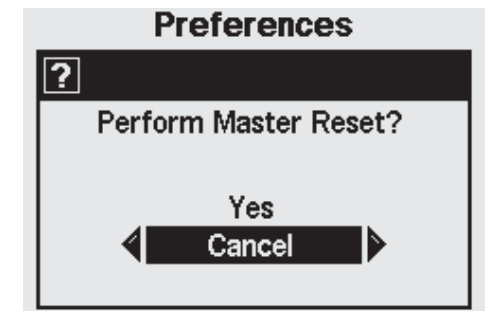 Preferences
?
Perform Master Reset?
Yes
Cancel